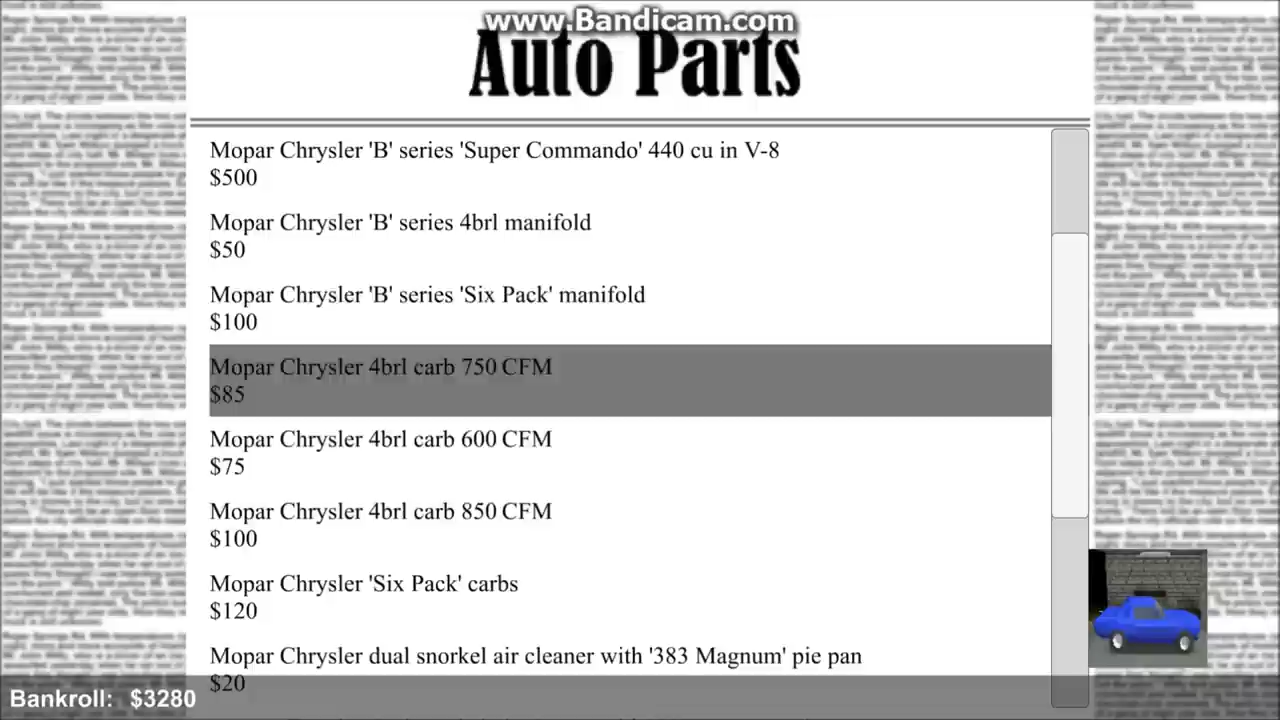 www.Bandicam.com
Auto Parts
Mopar Chrysler 'B' series 'Super Commando' 440 cu in V-8
$500
Mopar Chrysler 'B' series 4brl manifold
$50
Mopar Chrysler 'B' series 'Six Pack' manifold
$100
Mopar Chrysler 4brl carb 750 CFM
$85
Mopar Chrysler 4brl carb 600 CFM
$75
Mopar Chrysler 4brl carb 850 CFM
$100
Mopar Chrysler 'Six Pack' carbs
$120
Mopar Chrysler dual snorkel air cleaner with '383 Magnum' pie pan
$20
Bankroll: $3280